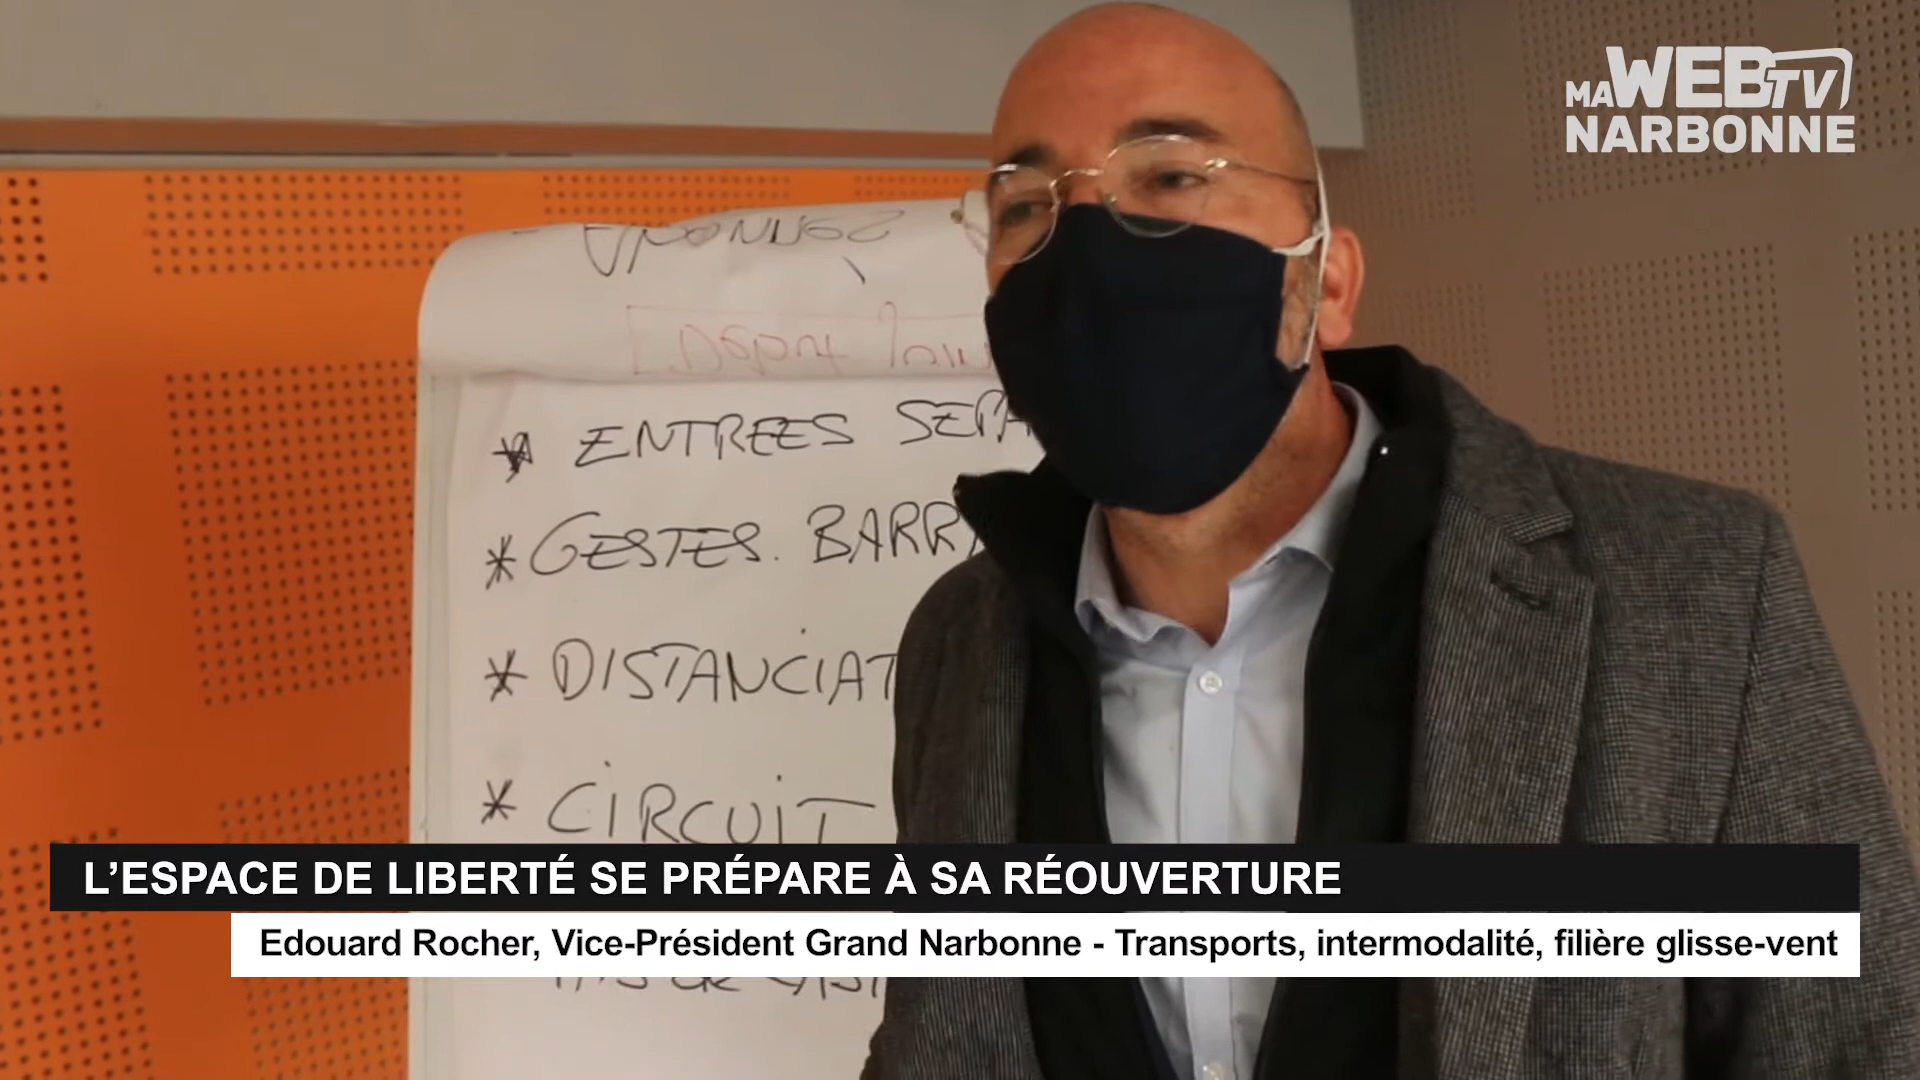 MA WEB TV
NARBONNE
* ENTREES SEPA
* GESTES. BARR
* DISTANCIAT
* CIRCUIT
L'ESPACE DE LIBERTÉ SE PRÉPARE À SA RÉOUVERTURE
Edouard Rocher, Vice-Président Grand Narbonne - Transports, intermodalité, filière glisse-vent